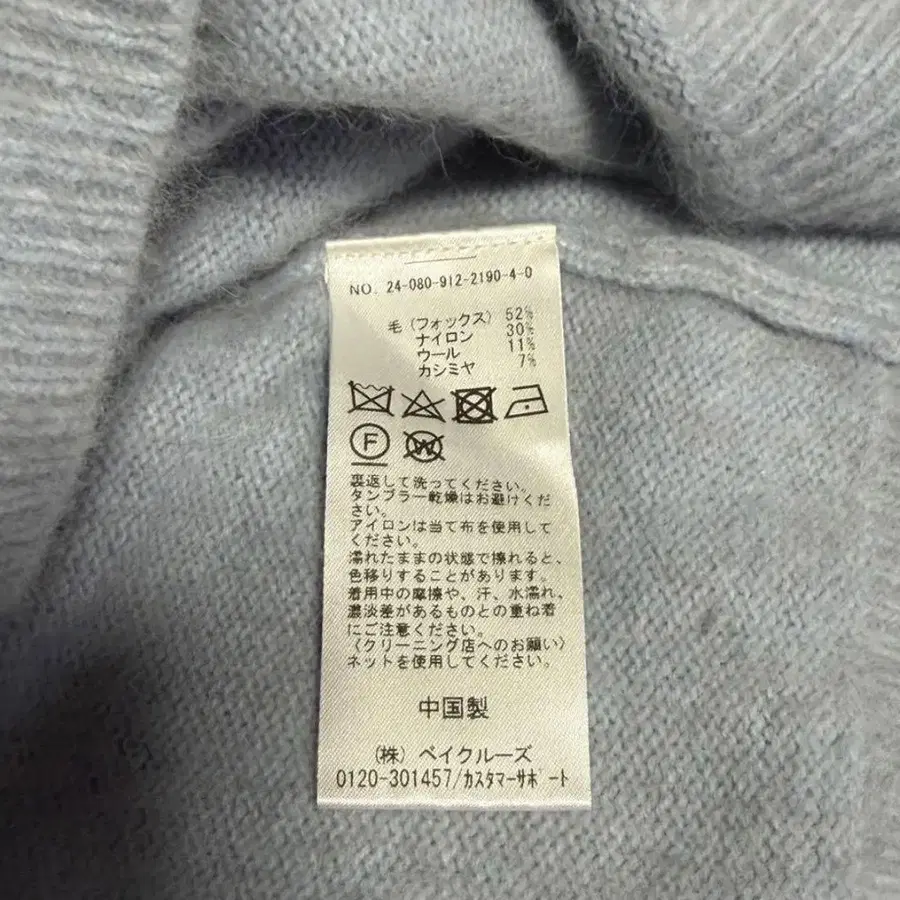 NO. 24-080-912-2190-4-0
毛（フォックス） 52%
ナイロン 30%
ウール 11%
カシミヤ 7%
F
W
裏返して洗ってください。
タンブラー乾燥はお避けくだ
さい。
アイロンは当て布を使用して
ください。
濡れたままの状態で擦れると、
色移りすることがあります。
着用中の摩擦や、汗、水濡れ、
濃淡差があるものとの重ね着
にご注意ください。
〈クリーニング店へのお願い〉
ネットを使用してください。
中国製
（株）ベイクルーズ
0120-301457/ｶｽﾀﾏｰｻﾎﾟｰﾄ